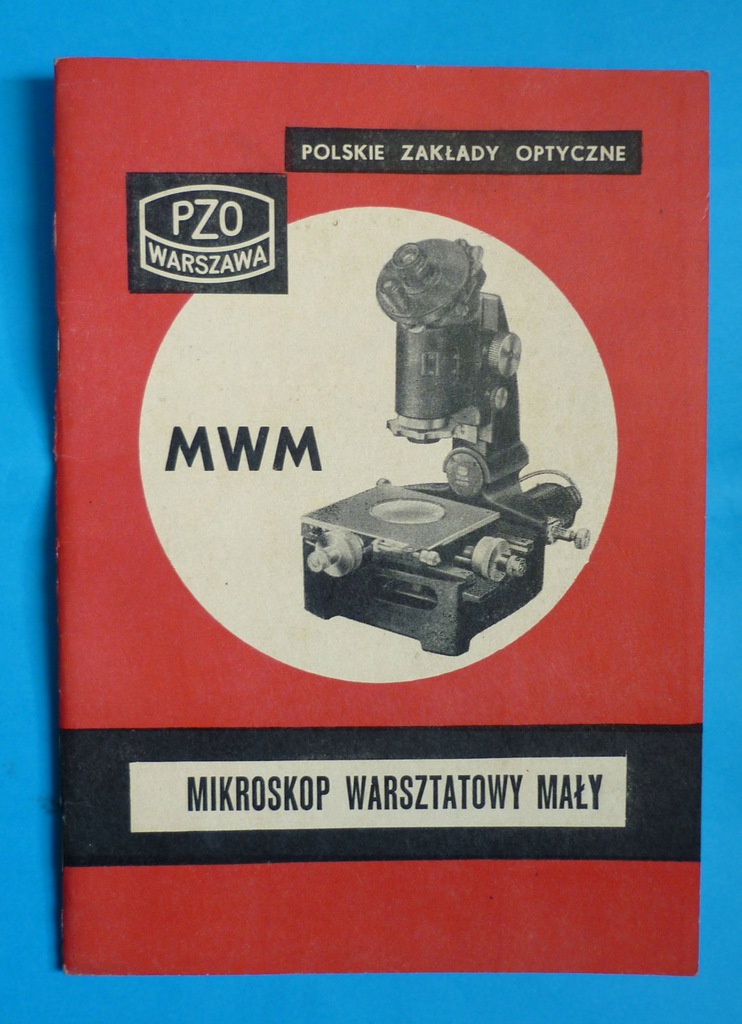 POLSKIE ZAKŁADY OPTYCZNE
PZO
WARSZAWA
MWM
MIKROSKOP WARSZTATOWY MAŁY